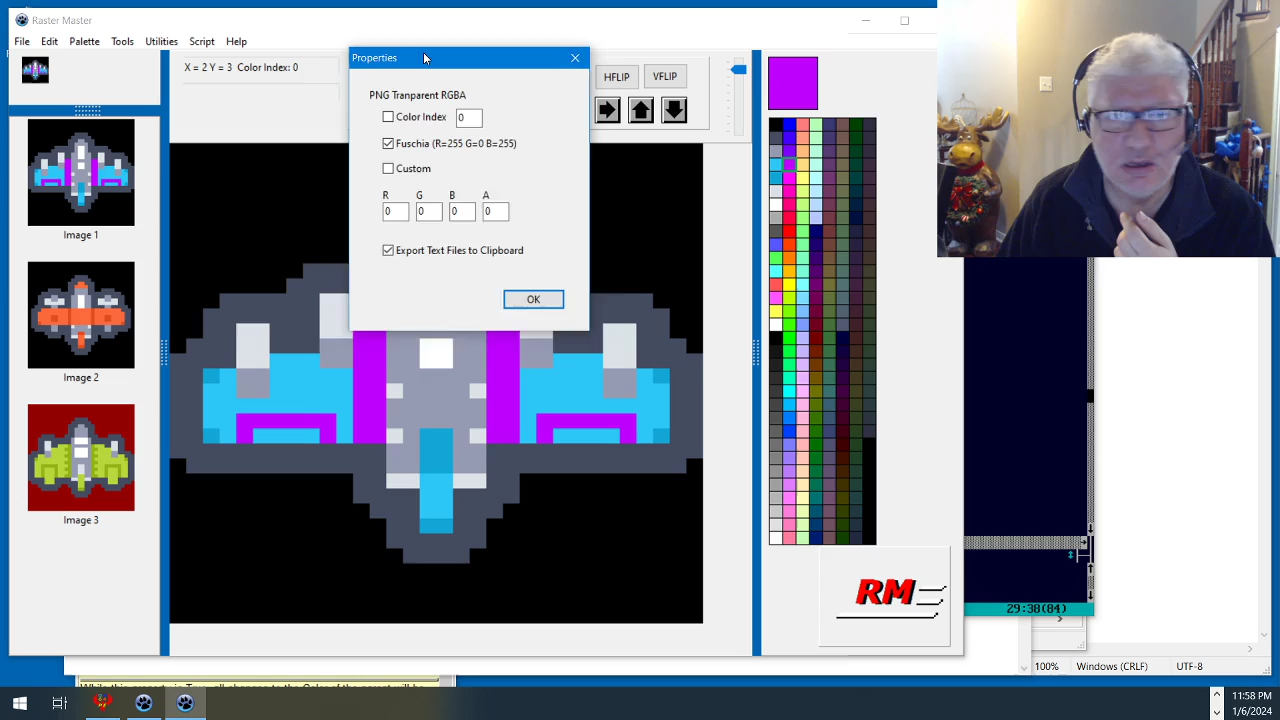 Raster Master
File Edit Palette Tools Utilities Script Help
X = 2 Y = 3 Color Index: 0
Properties
PNG Tranparent RGBA
Color Index 0
Fuschia (R=255 G=0 B=255)
Custom
R G B A
0 0 0 0
Export Text Files to Clipboard
OK
HFLIP VFLIP
Image 1
Image 2
Image 3
RM
29:38(84)
100% Windows (CRLF) UTF-8
11:58 PM
1/6/2024